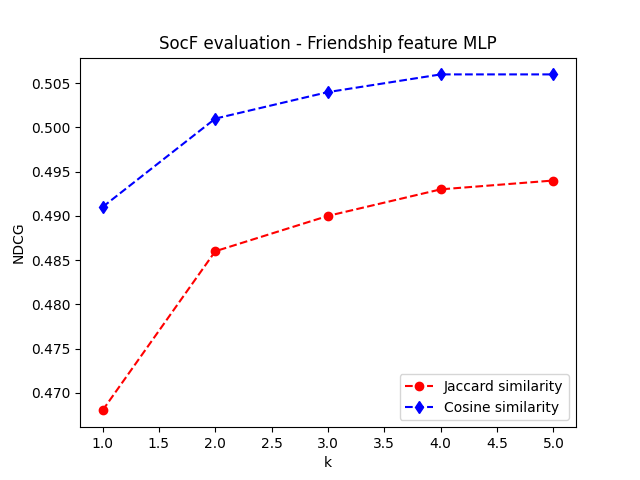 SocF evaluation - Friendship feature MLP
0.505
0.500
0.495
0.490
0.485
0.480
0.475
0.470
NDCG
Jaccard similarity
Cosine similarity
1.0 1.5 2.0 2.5 3.0 3.5 4.0 4.5 5.0
k